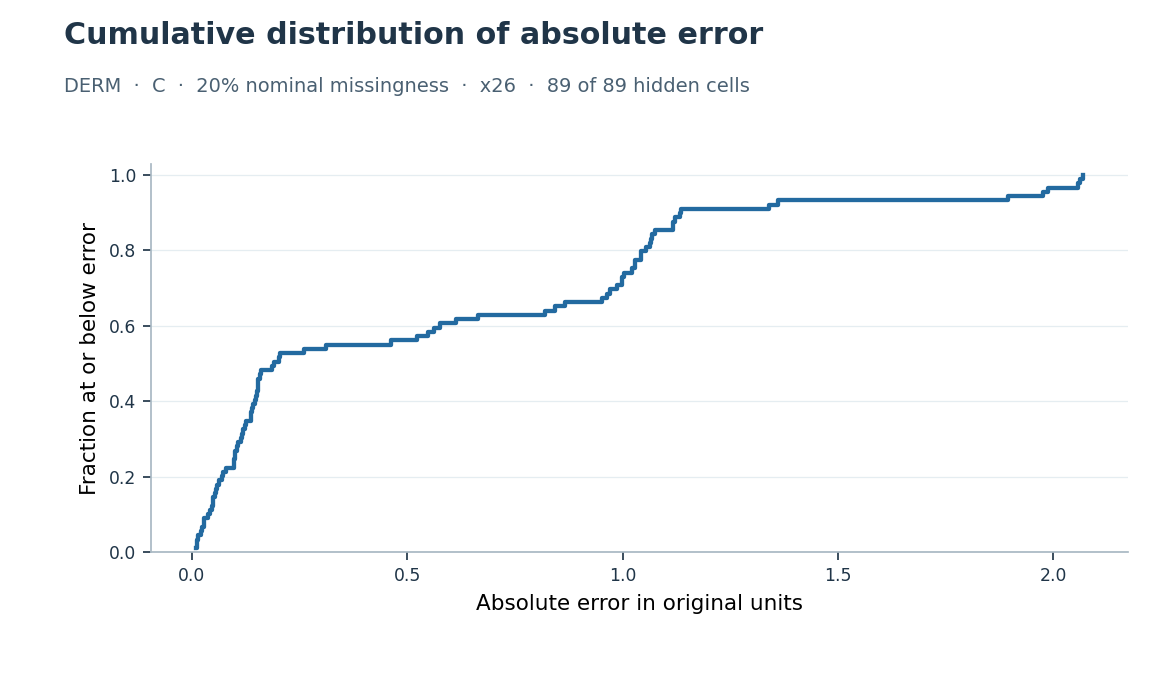 Cumulative distribution of absolute error
DERM · C · 20% nominal missingness · x26 · 89 of 89 hidden cells
Fraction at or below error
1.0
0.8
0.6
0.4
0.2
0.0
0.0 0.5 1.0 1.5 2.0
Absolute error in original units